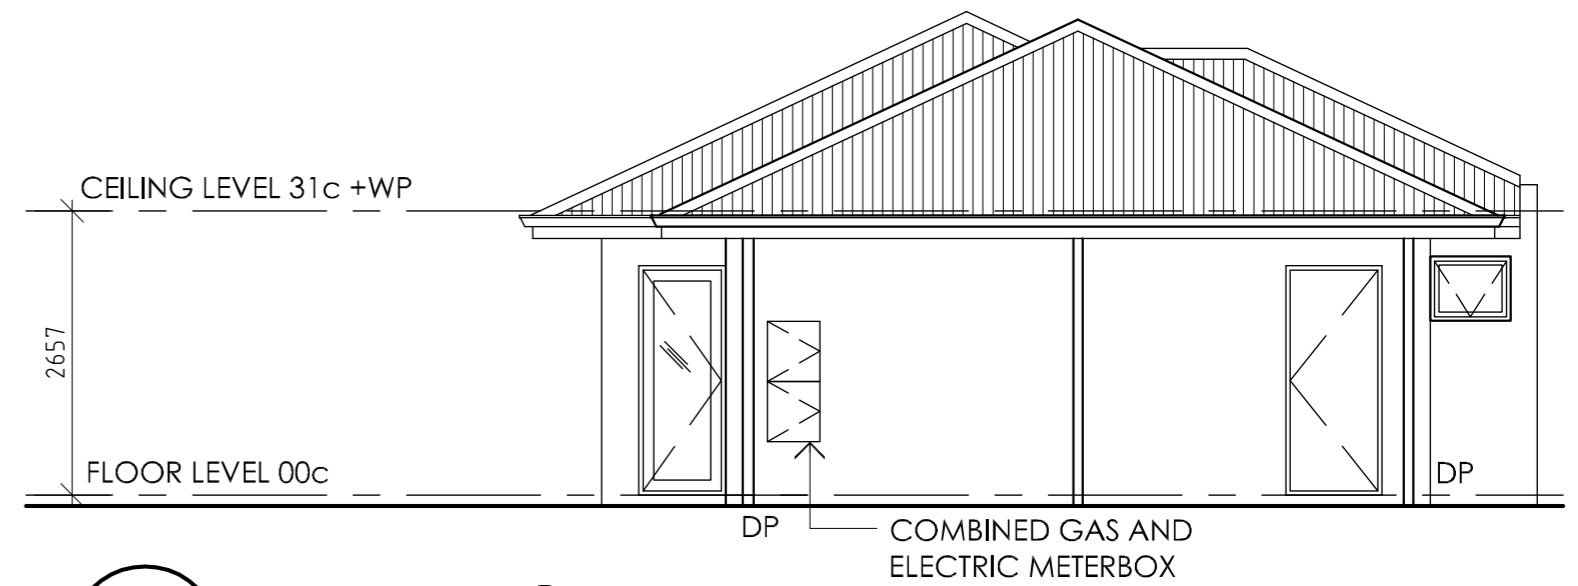 CEILING LEVEL 31c +WP
2657
FLOOR LEVEL 00c
DP
DP
COMBINED GAS AND
ELECTRIC METERBOX